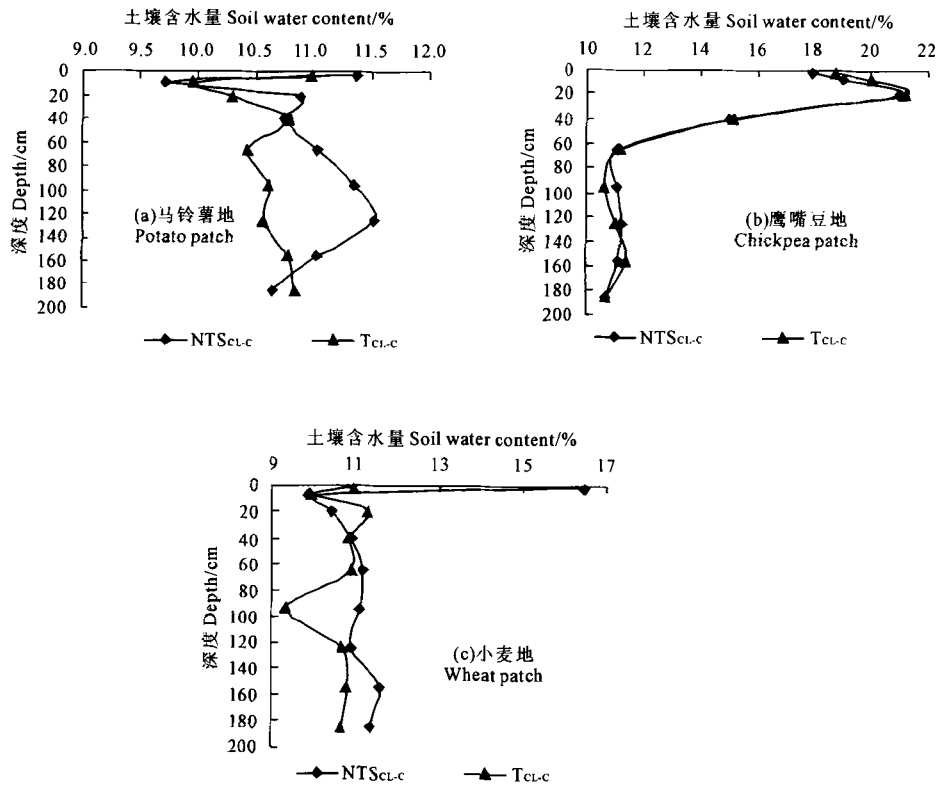 土壤含水量 Soil water content/%
9.0 9.5 10.0 10.5 11.0 11.5 12.0
0
20
40
60
80
100
120
140
160
180
200
深度 Depth/cm
(a)马铃薯地
Potato patch
NTSCL-C TCL-C
土壤含水量 Soil water content/%
10 12 14 16 18 20 22
0
20
40
60
80
100
120
140
160
180
200
深度 Depth/cm
(b)鹰嘴豆地
Chickpea patch
NTSCL-C TCL-C
土壤含水量 Soil water content/%
9 11 13 15 17
0
20
40
60
80
100
120
140
160
180
200
深度 Depth/cm
(c)小麦地
Wheat patch
NTSCL-C TCL-C